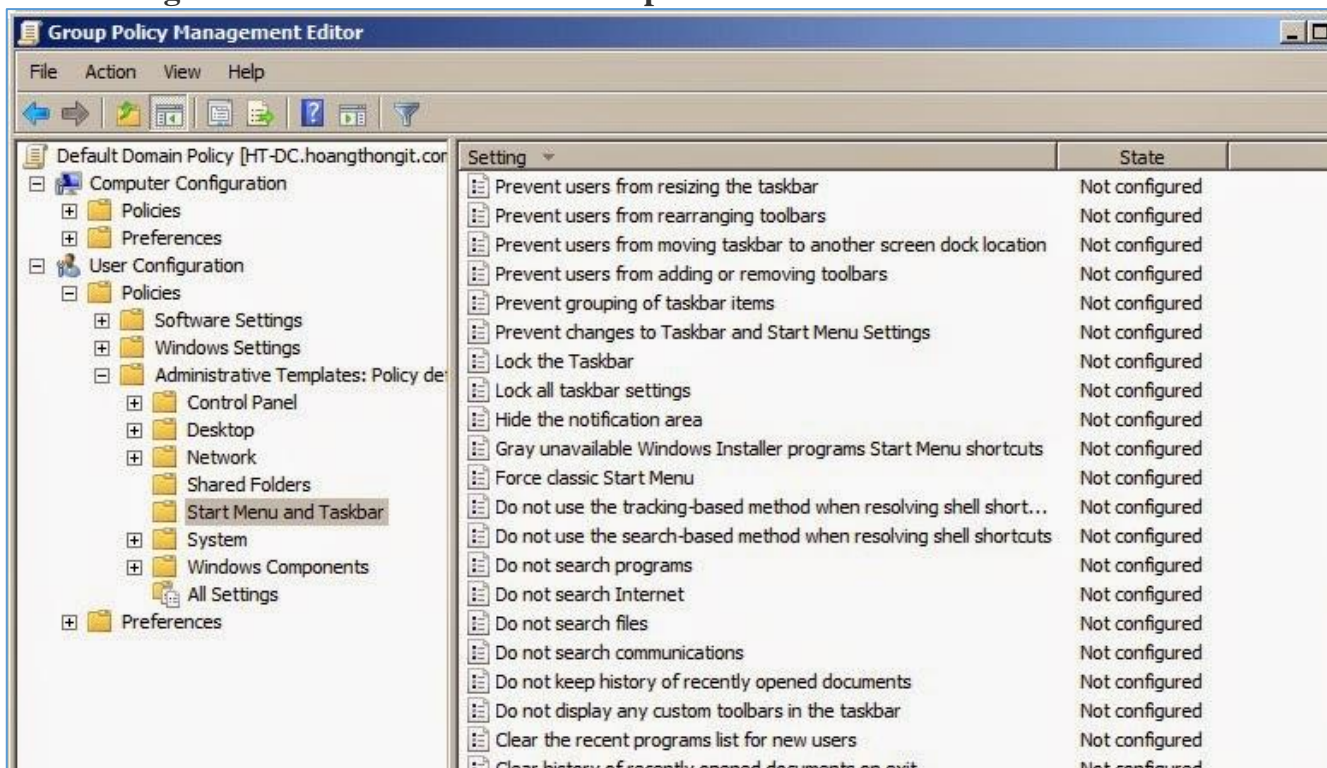 Group Policy Management Editor
File Action View Help
Default Domain Policy [HT-DC.hoangthongit.cor
Computer Configuration
Policies
Preferences
User Configuration
Policies
Software Settings
Windows Settings
Administrative Templates: Policy de
Control Panel
Desktop
Network
Shared Folders
Start Menu and Taskbar
System
Windows Components
All Settings
Preferences
Setting State
Prevent users from resizing the taskbar Not configured
Prevent users from rearranging toolbars Not configured
Prevent users from moving taskbar to another screen dock location Not configured
Prevent users from adding or removing toolbars Not configured
Prevent grouping of taskbar items Not configured
Prevent changes to Taskbar and Start Menu Settings Not configured
Lock the Taskbar Not configured
Lock all taskbar settings Not configured
Hide the notification area Not configured
Gray unavailable Windows Installer programs Start Menu shortcuts Not configured
Force classic Start Menu Not configured
Do not use the tracking-based method when resolving shell short... Not configured
Do not use the search-based method when resolving shell shortcuts Not configured
Do not search programs Not configured
Do not search Internet Not configured
Do not search files Not configured
Do not search communications Not configured
Do not keep history of recently opened documents Not configured
Do not display any custom toolbars in the taskbar Not configured
Clear the recent programs list for new users Not configured
Clear history of recently opened documents on exit Not configured